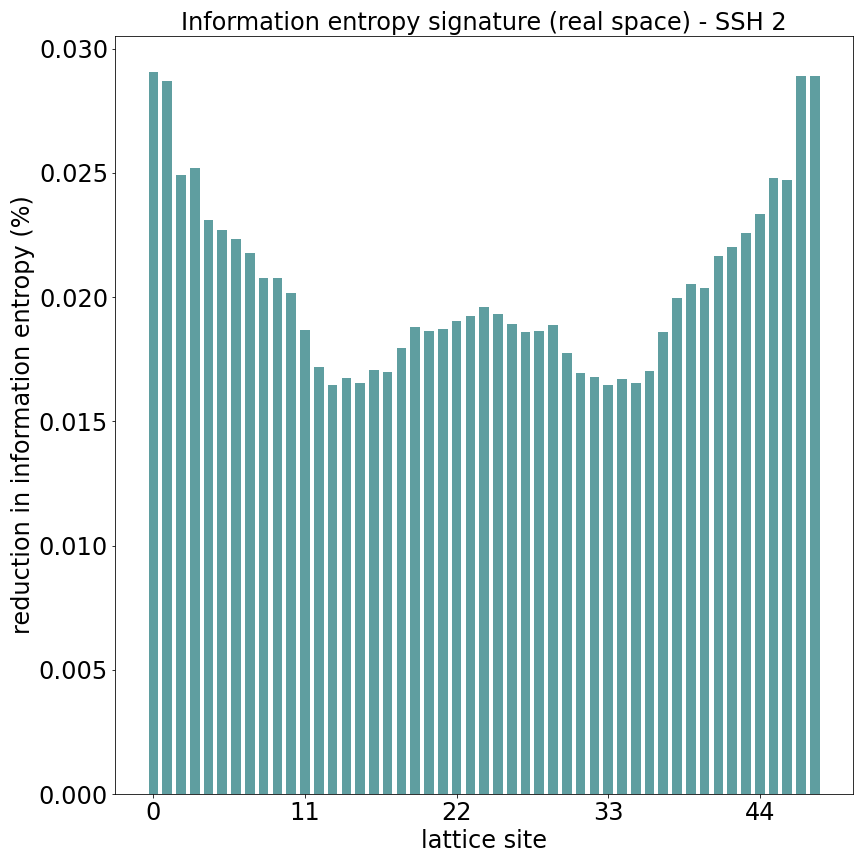 Information entropy signature (real space) - SSH 2
reduction in information entropy (%)
0.030
0.025
0.020
0.015
0.010
0.005
0.000
0 11 22 33 44
lattice site